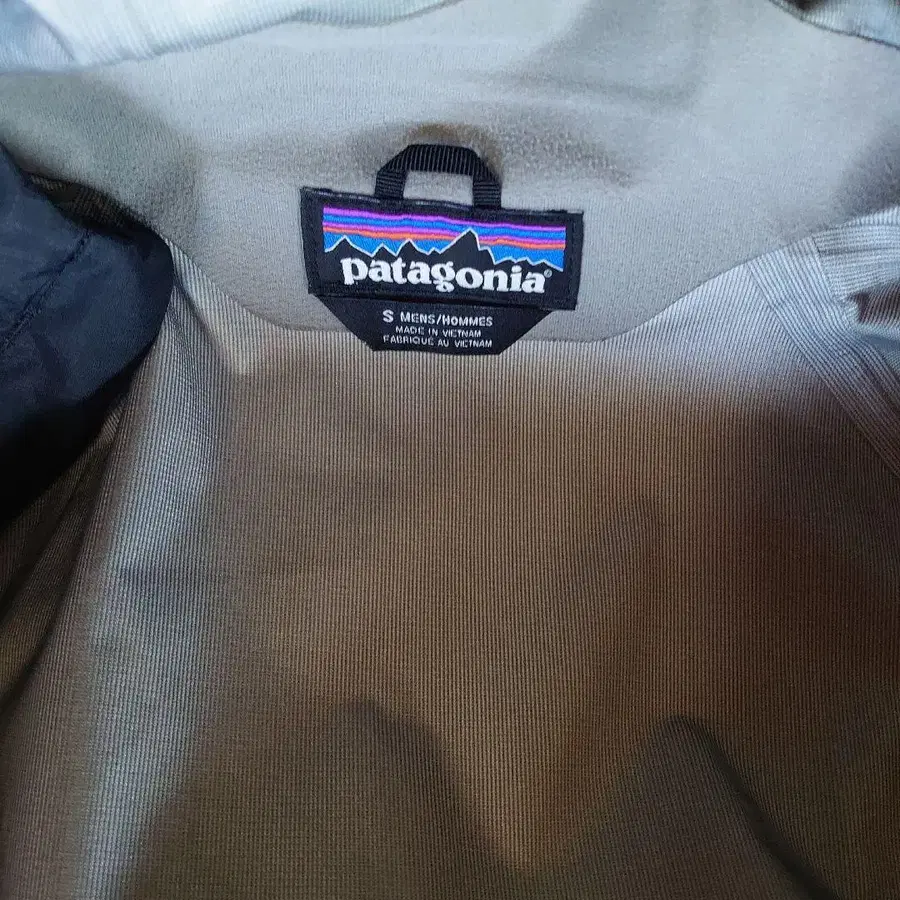 patagonia®
S MENS/HOMMES
MADE IN VIETNAM
FABRIQUÉ AU VIETNAM